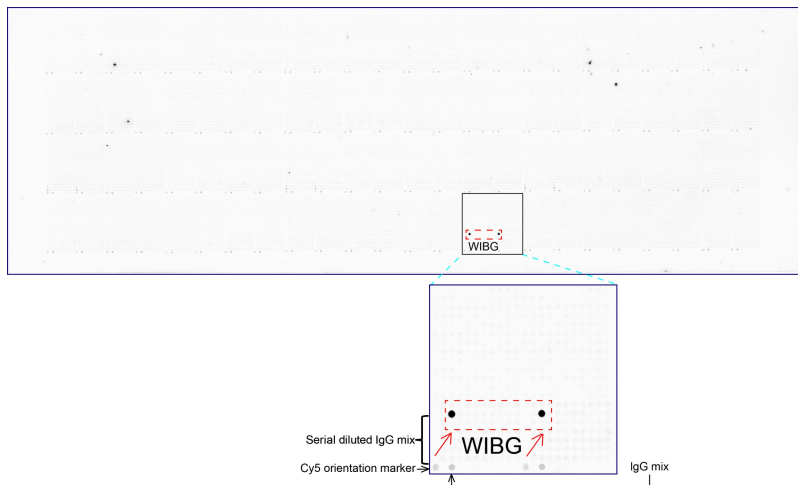 WIBG
Serial diluted IgG mix
WIBG
Cy5 orientation marker
IgG mix